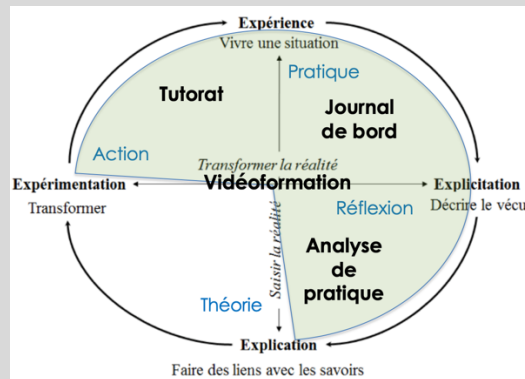 Expérience
Vivre une situation
Pratique
Tutorat
Journal
de bord
Action
Transformer la réalité
Vidéoformation
Expérimentation
Explicitation
Transformer
Réflexion
Décrire le vécu
Analyse
de
pratique
Saisir la réalité
Théorie
Explication
Faire des liens avec les savoirs